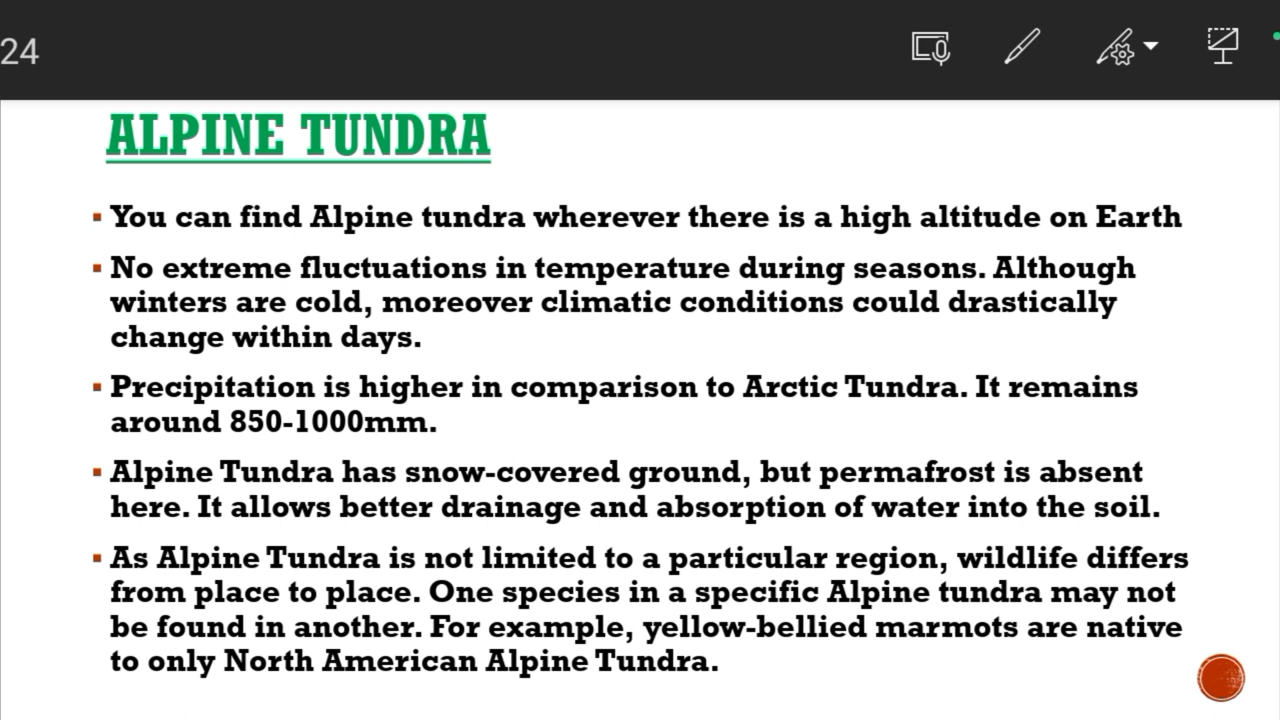 24
ALPINE TUNDRA
▪ You can find Alpine tundra wherever there is a high altitude on Earth
▪ No extreme fluctuations in temperature during seasons. Although
winters are cold, moreover climatic conditions could drastically
change within days.
▪ Precipitation is higher in comparison to Arctic Tundra. It remains
around 850-1000mm.
▪ Alpine Tundra has snow-covered ground, but permafrost is absent
here. It allows better drainage and absorption of water into the soil.
▪ As Alpine Tundra is not limited to a particular region, wildlife differs
from place to place. One species in a specific Alpine tundra may not
be found in another. For example, yellow-bellied marmots are native
to only North American Alpine Tundra.